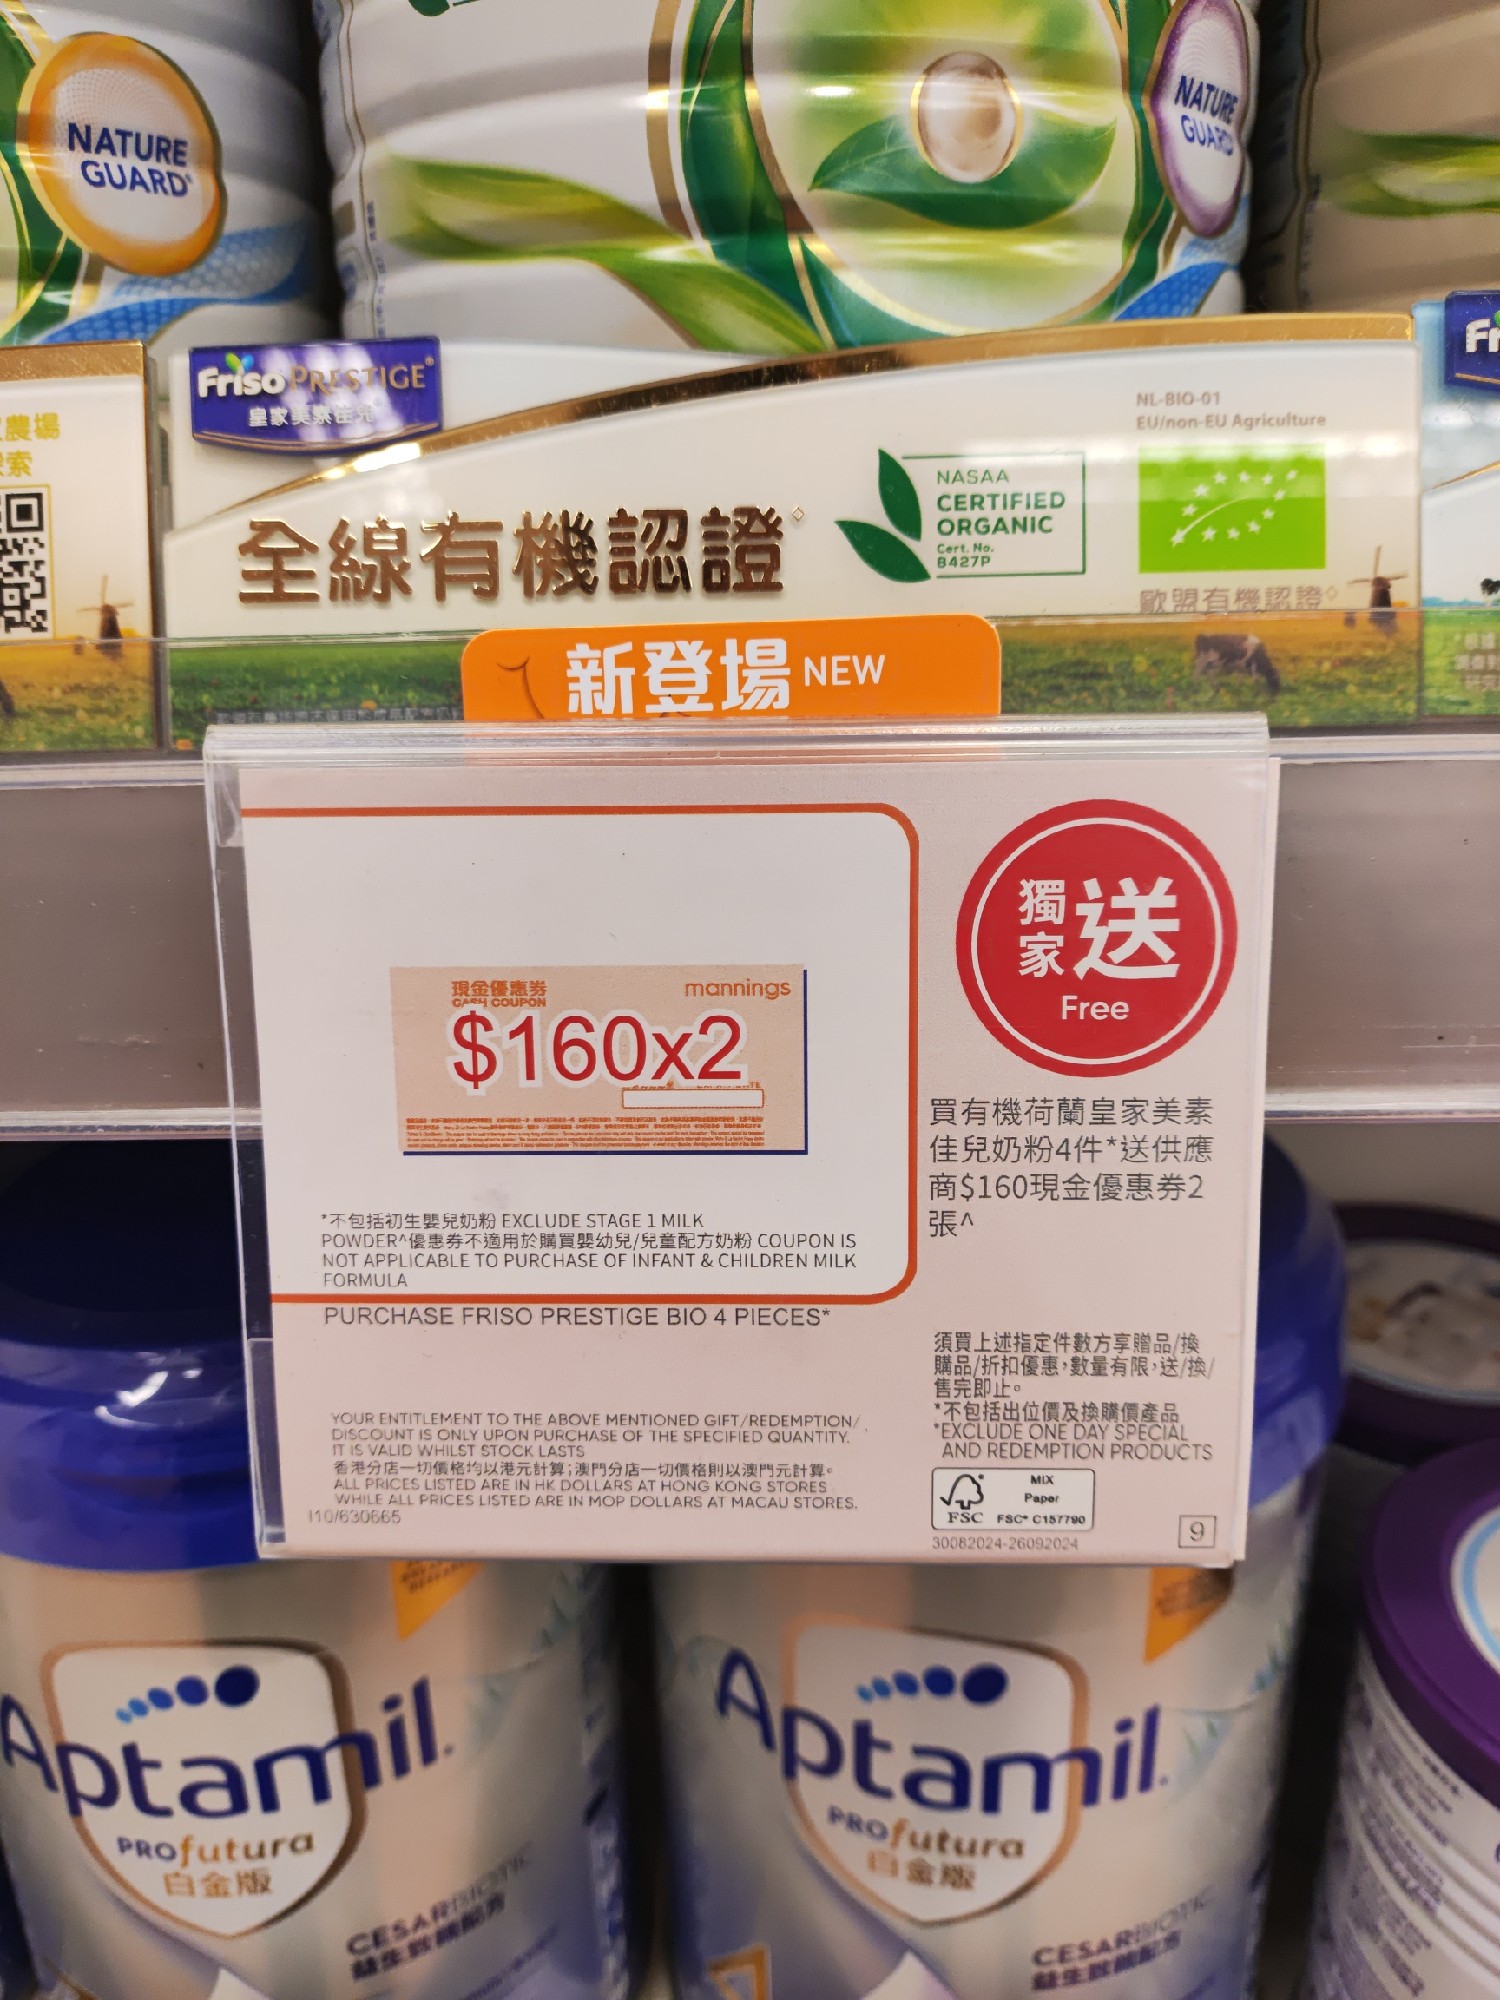 NATURE
GUARD
NATURE
GUARD
Friso PRESTIGE
皇家美素佳兒
農場
索
NL-BIO-01
EU/non-EU Agriculture
NASAA
CERTIFIED
ORGANIC
Cert. No.
8427P
全線有機認證
歐盟有機認證
新登場 NEW
現金優惠券
CASH COUPON
mannings
$160x2
獨家送
Free
買有機荷蘭皇家美素
佳兒奶粉4件*送供應
商$160現金優惠券2
張^
*不包括初生嬰兒奶粉 EXCLUDE STAGE 1 MILK
POWDER^優惠券不適用於購買嬰幼兒/兒童配方奶粉 COUPON IS
NOT APPLICABLE TO PURCHASE OF INFANT & CHILDREN MILK
FORMULA
PURCHASE FRISO PRESTIGE BIO 4 PIECES*
須買上述指定件數方享贈品/換
購品/折扣優惠,數量有限,送/換/
售完即止。
*不包括出位價及換購價產品
*EXCLUDE ONE DAY SPECIAL
AND REDEMPTION PRODUCTS
YOUR ENTITLEMENT TO THE ABOVE MENTIONED GIFT/REDEMPTION/
DISCOUNT IS ONLY UPON PURCHASE OF THE SPECIFIED QUANTITY.
IT IS VALID WHILST STOCK LASTS
香港分店一切價格均以港元計算;澳門分店一切價格則以澳門元計算。
ALL PRICES LISTED ARE IN HK DOLLARS AT HONG KONG STORES
WHILE ALL PRICES LISTED ARE IN MOP DOLLARS AT MACAU STORES.
I10/630665
FSC
MIX
Paper
FSC® C157790
30082024-26092024
9
Aptamil
PROfutura
白金版
CESARBIOTIK
Aptamil
PROfutura
白金版
CESARBIOTIK